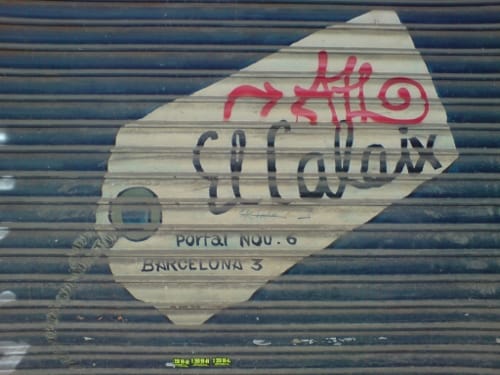 El Calaix
Portal NOU. 6
BARCELONA 3